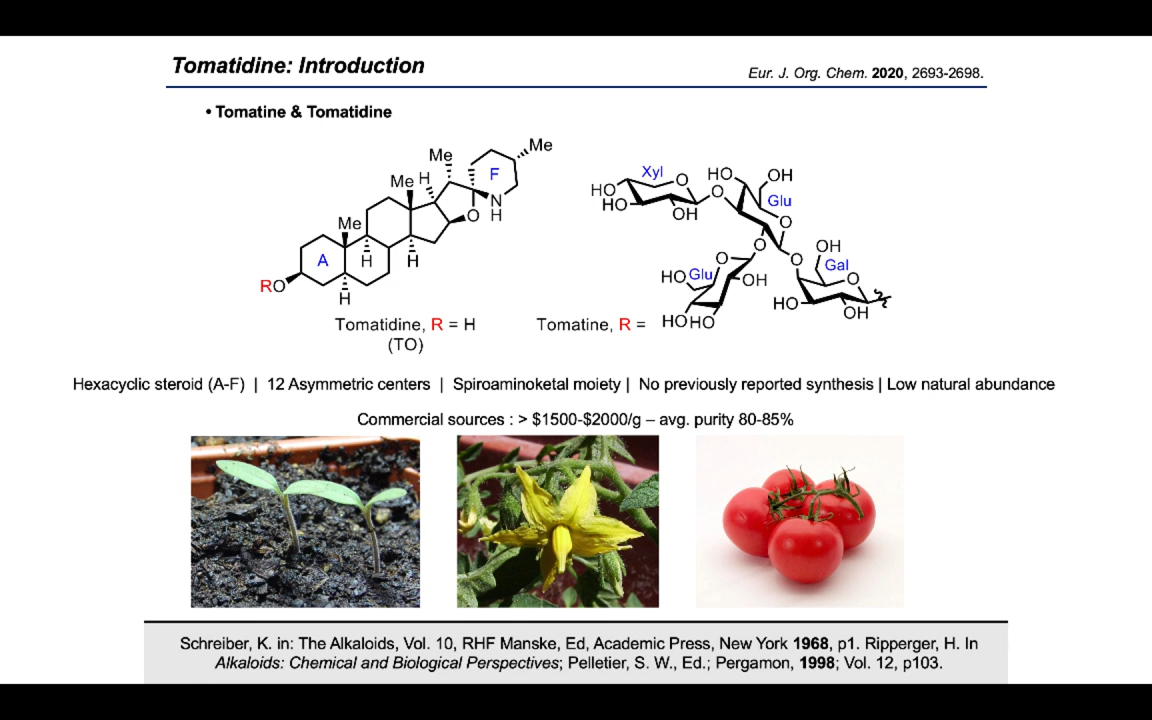 Tomatidine: Introduction
Eur. J. Org. Chem. 2020, 2693-2698.
• Tomatine & Tomatidine
Me
Me
F
Me H
N
H
O
Me
A
H
H
H
RO
H
Tomatidine, R = H
(TO)
Xyl
O
HO
HO
OH
O
HO
OH
Glu
O
O
O
OH
Gal
O
HO
OH
HO
Glu
O
OH
HO
HO
Tomatine, R =
Hexacyclic steroid (A-F) | 12 Asymmetric centers | Spiroaminoketal moiety | No previously reported synthesis | Low natural abundance
Commercial sources : > $1500-$2000/g – avg. purity 80-85%
Schreiber, K. in: The Alkaloids, Vol. 10, RHF Manske, Ed, Academic Press, New York 1968, p1. Ripperger, H. In
Alkaloids: Chemical and Biological Perspectives; Pelletier, S. W., Ed.; Pergamon, 1998; Vol. 12, p103.